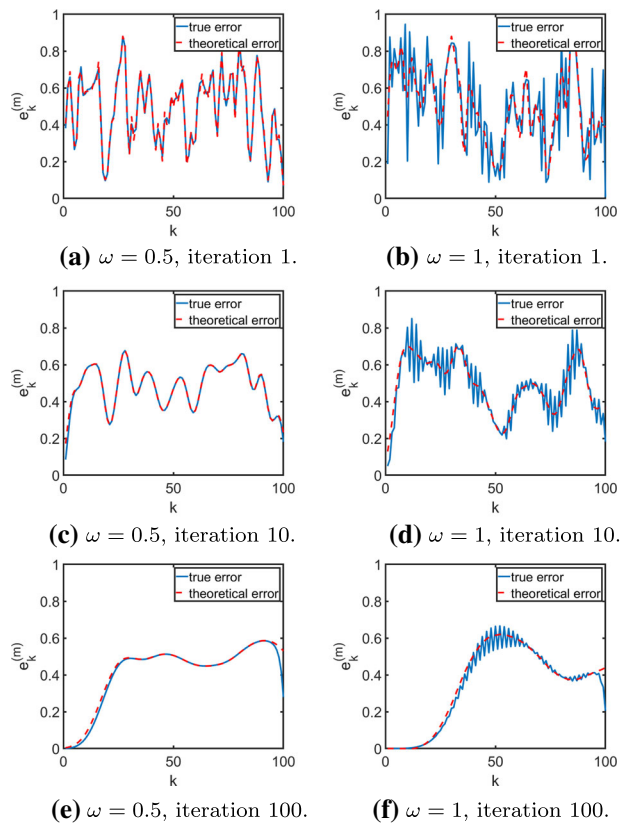 true error
theoretical error
e_k^(m)
1
0.8
0.6
0.4
0.2
0
0 50 100
k
(a) ω = 0.5, iteration 1.
true error
theoretical error
e_k^(m)
1
0.8
0.6
0.4
0.2
0
0 50 100
k
(b) ω = 1, iteration 1.
true error
theoretical error
e_k^(m)
1
0.8
0.6
0.4
0.2
0
0 50 100
k
(c) ω = 0.5, iteration 10.
true error
theoretical error
e_k^(m)
1
0.8
0.6
0.4
0.2
0
0 50 100
k
(d) ω = 1, iteration 10.
true error
theoretical error
e_k^(m)
1
0.8
0.6
0.4
0.2
0
0 50 100
k
(e) ω = 0.5, iteration 100.
true error
theoretical error
e_k^(m)
1
0.8
0.6
0.4
0.2
0
0 50 100
k
(f) ω = 1, iteration 100.